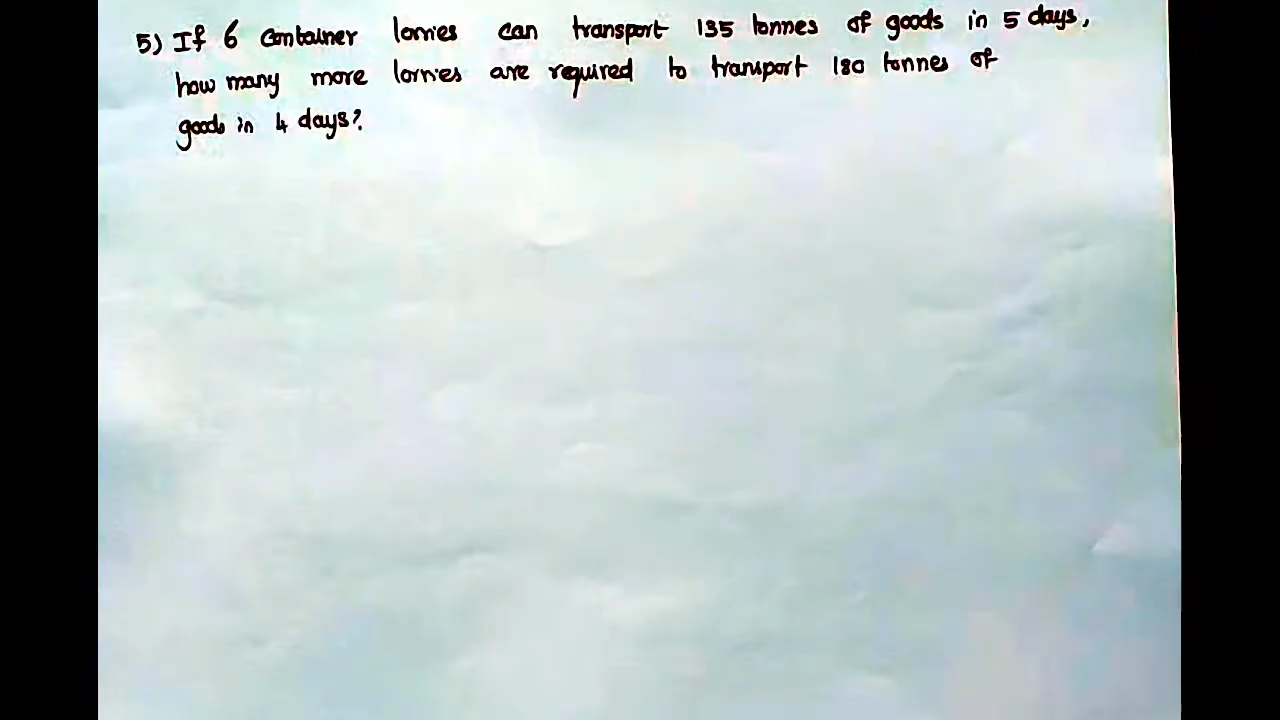 5) If 6 container lorries can transport 135 tonnes of goods in 5 days,
how many more lorries are required to transport 180 tonnes of
goods in 4 days?